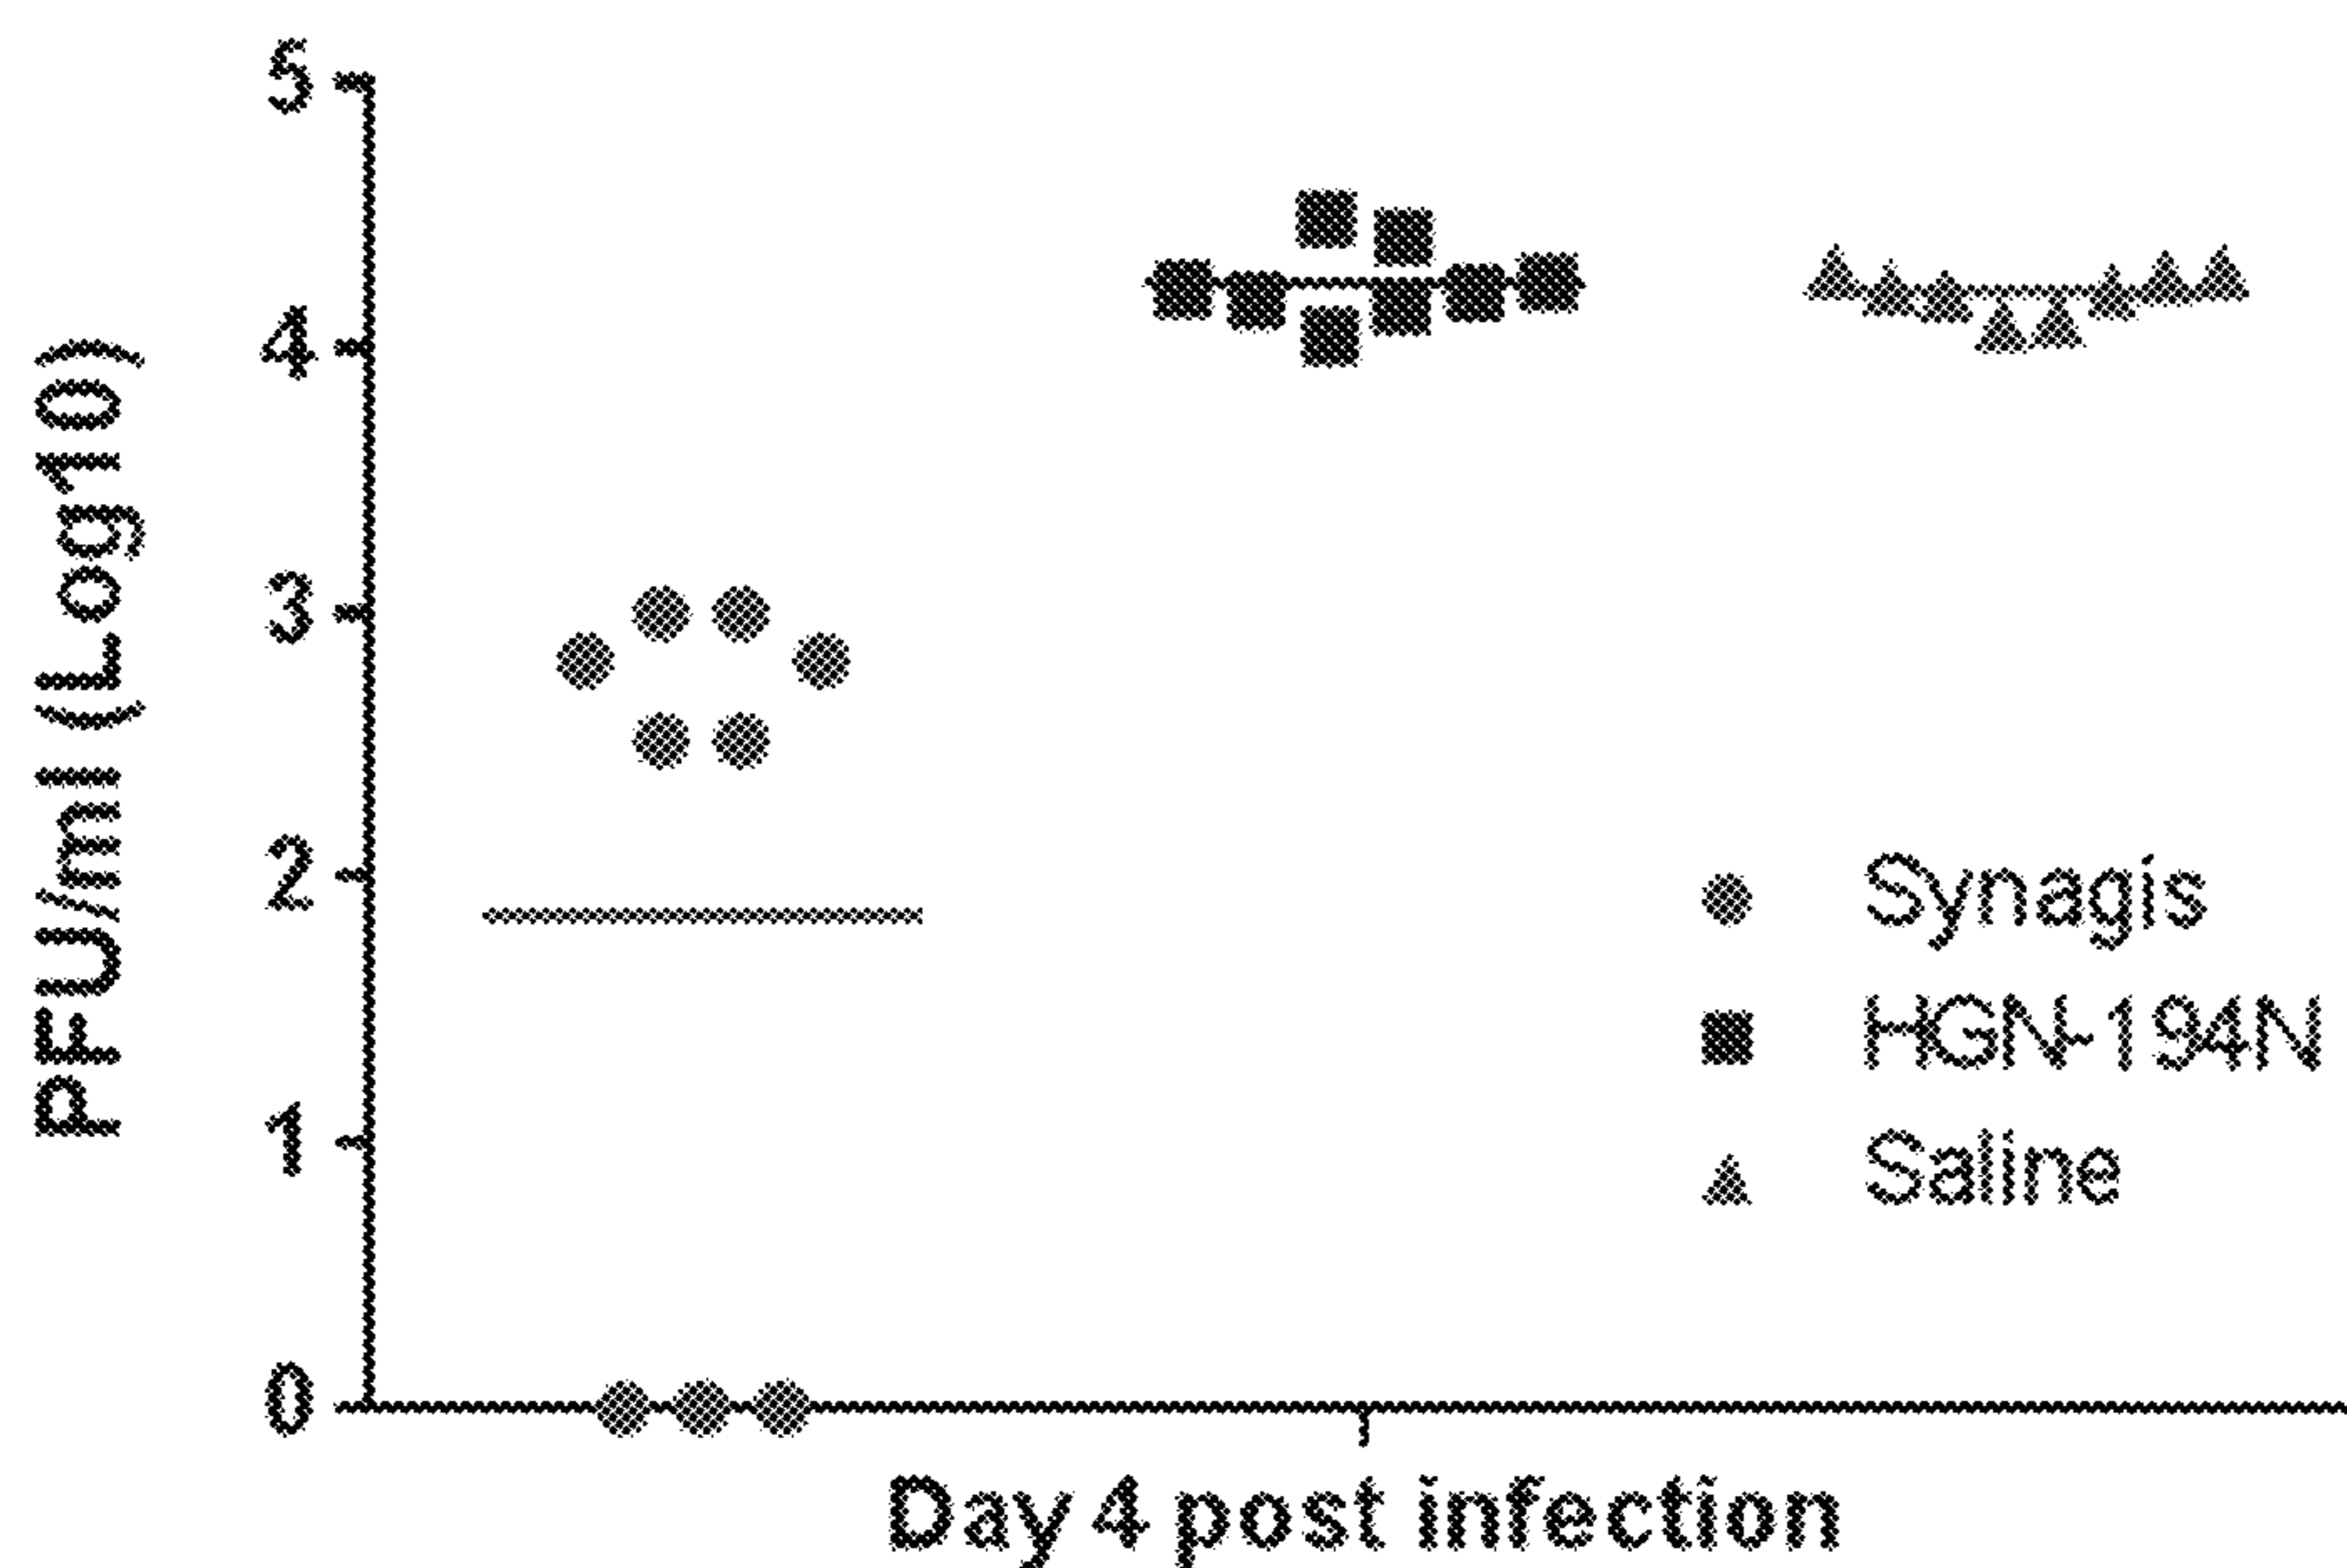 PFU/ml (Log10)
5
4
3
2
1
0
Synagis
HGN-194N
Saline
Day 4 post infection